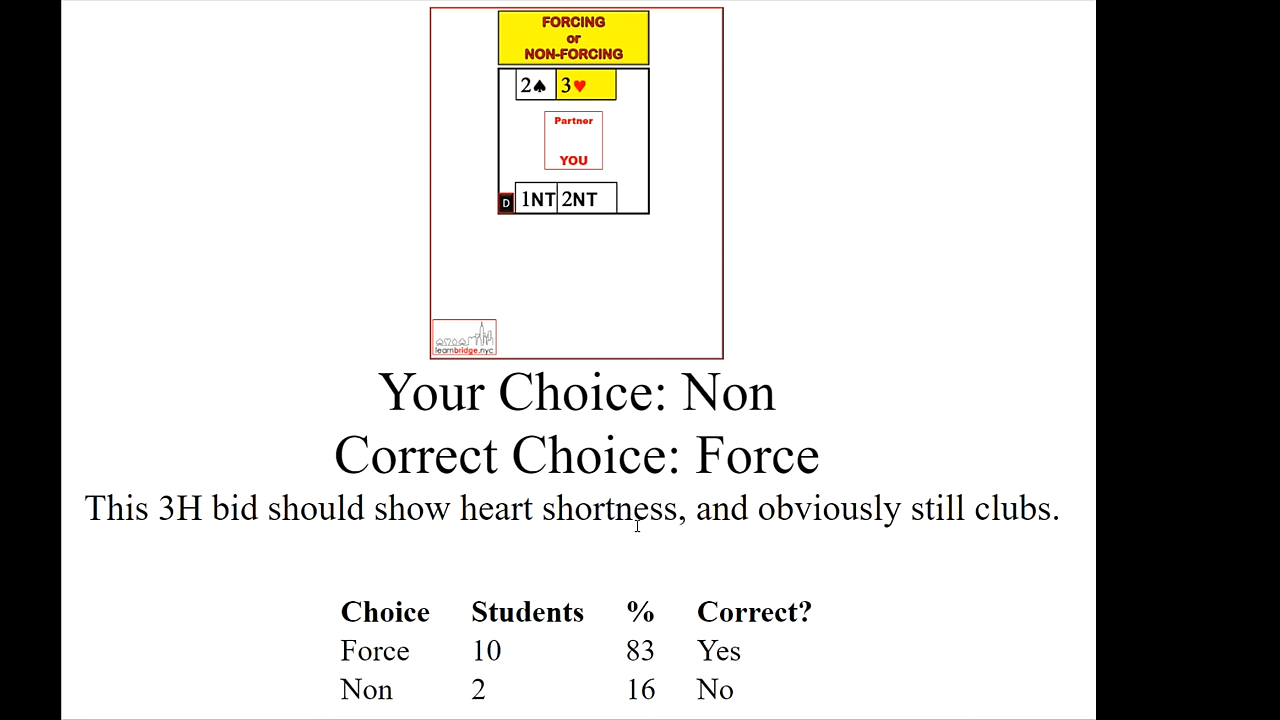 FORCING
or
NON-FORCING
2♠ 3♥
Partner
YOU
D 1NT 2NT
learnbridge.nyc
Your Choice: Non
Correct Choice: Force
This 3H bid should show heart shortness, and obviously still clubs.
Choice Students % Correct?
Force 10 83 Yes
Non 2 16 No